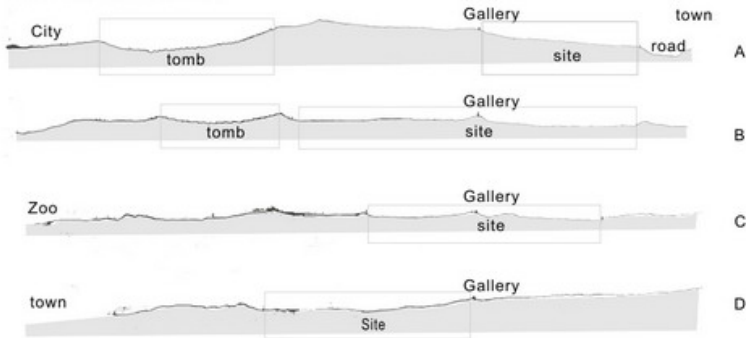 Gallery town
City
tomb site road A
Gallery
tomb site B
Zoo Gallery
site C
town Gallery
Site D